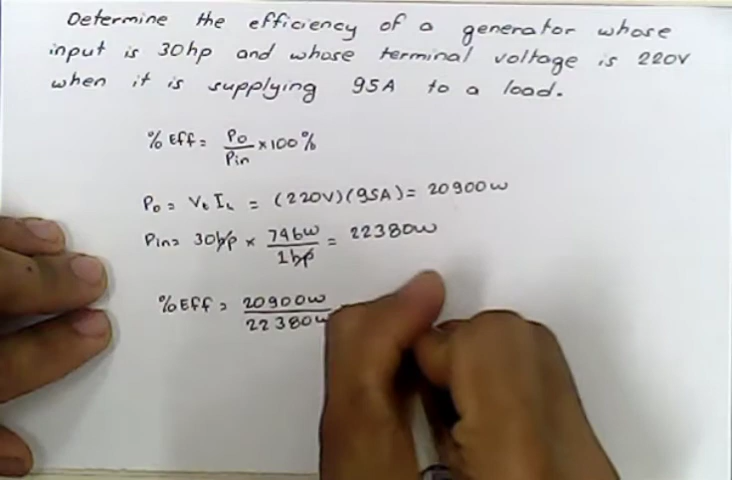 Determine the efficiency of a generator whose
input is 30hp and whose terminal voltage is 220V
when it is supplying 95A to a load.
% Eff = Po/Pin × 100%
Po = Vt IL = (220V)(95A) = 20900W
Pin = 30hp × 746W/1hp = 22380W
% Eff = 20900W/22380W